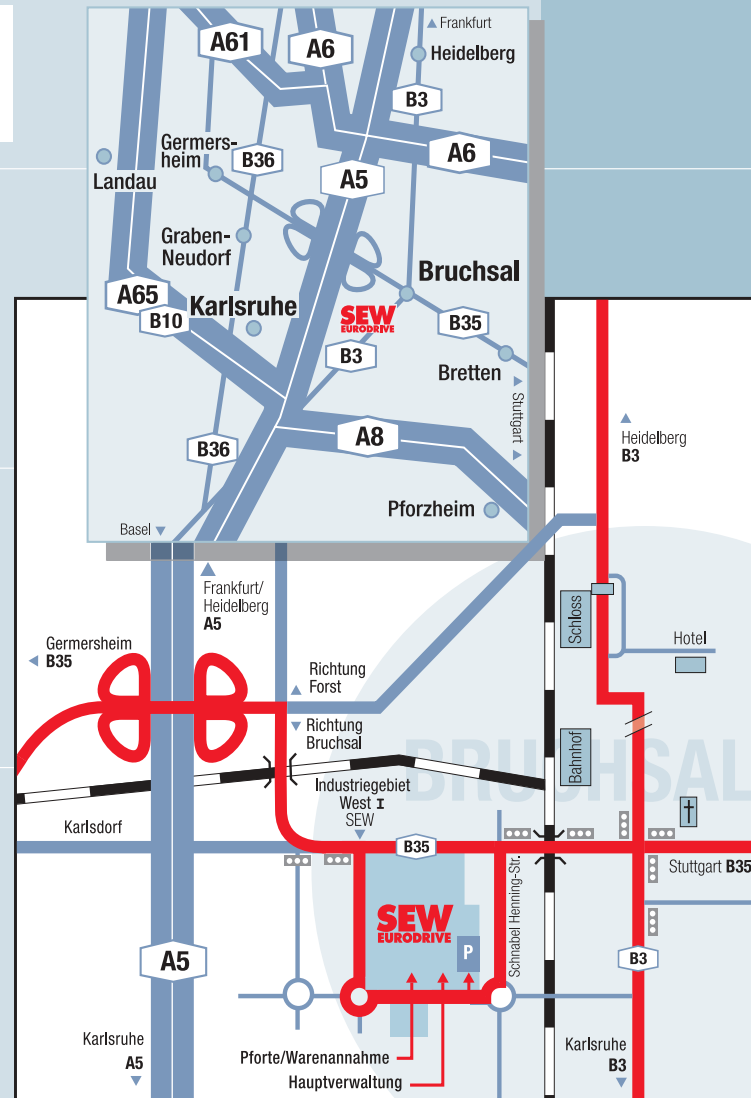 Frankfurt
A61
A6
Heidelberg
B3
Germers-
heim
B36
A6
Landau
A5
Graben-
Neudorf
Bruchsal
A65
Karlsruhe
B10
SEW
EURODRIVE
B35
B3
Bretten
Stuttgart
B36
A8
Pforzheim
Basel
Heidelberg
B3
Frankfurt/
Heidelberg
A5
Schloss
Hotel
Germersheim
B35
Richtung
Forst
Richtung
Bruchsal
BRUCHSAL
Bahnhof
Industriegebiet
West I
SEW
Karlsdorf
B35
Stuttgart B35
Schnabel Henning-Str.
SEW
EURODRIVE
P
A5
B3
Karlsruhe
A5
Karlsruhe
B3
Pforte/Warenannahme
Hauptverwaltung